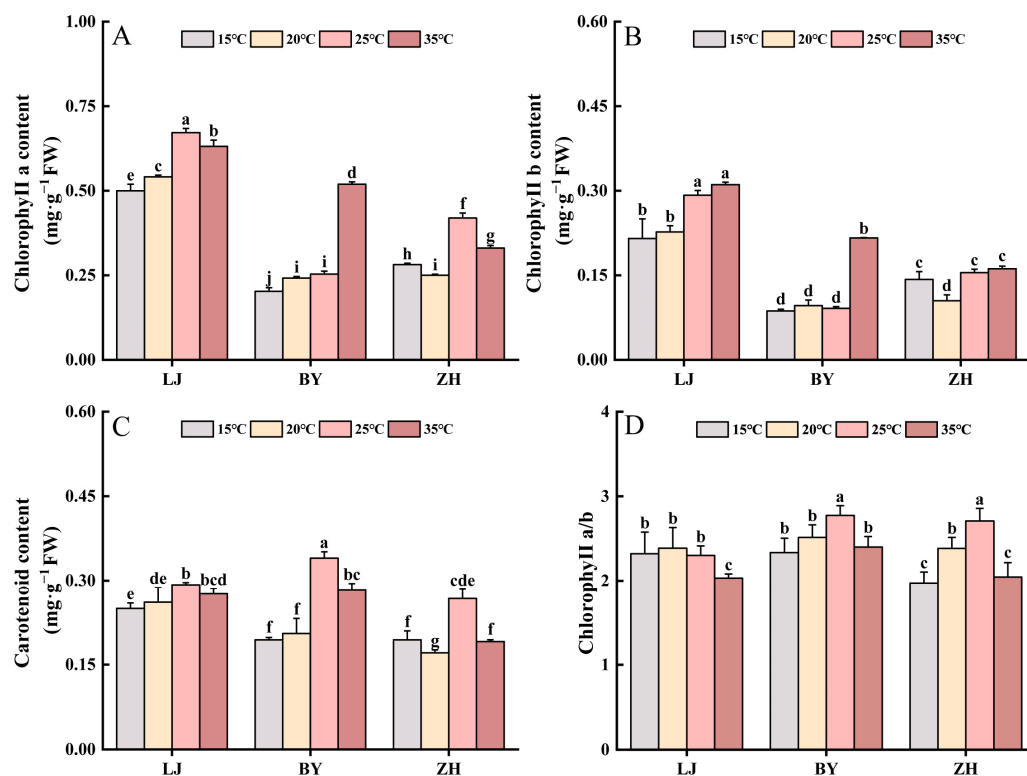 A
15°C 20°C 25°C 35°C
ChlorophyII a content
(mg·g⁻¹FW)
1.00
0.75
0.50
0.25
0.00
e c a b
j i i d
h i f g
LJ BY ZH
B
15°C 20°C 25°C 35°C
ChlorophyII b content
(mg·g⁻¹FW)
0.60
0.45
0.30
0.15
0.00
b b a a
d d d b
c d c c
LJ BY ZH
C
15°C 20°C 25°C 35°C
Carotenoid content
(mg·g⁻¹FW)
0.60
0.45
0.30
0.15
0.00
e de b bcd
f f a bc
f g cde f
LJ BY ZH
D
15°C 20°C 25°C 35°C
ChlorophyII a/b
4
3
2
1
0
b b b c
b b a b
c b a c
LJ BY ZH